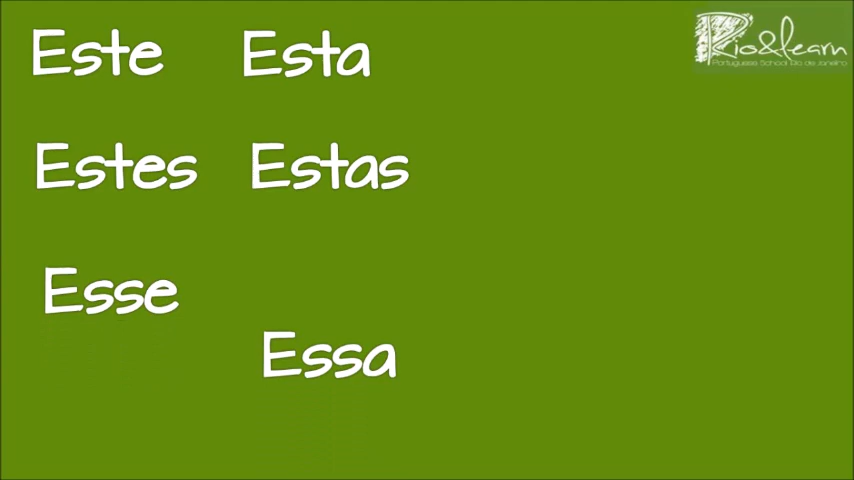 Este Esta
Rio&learn
Portuguese School Rio de Janeiro
Estes Estas
Esse
Essa